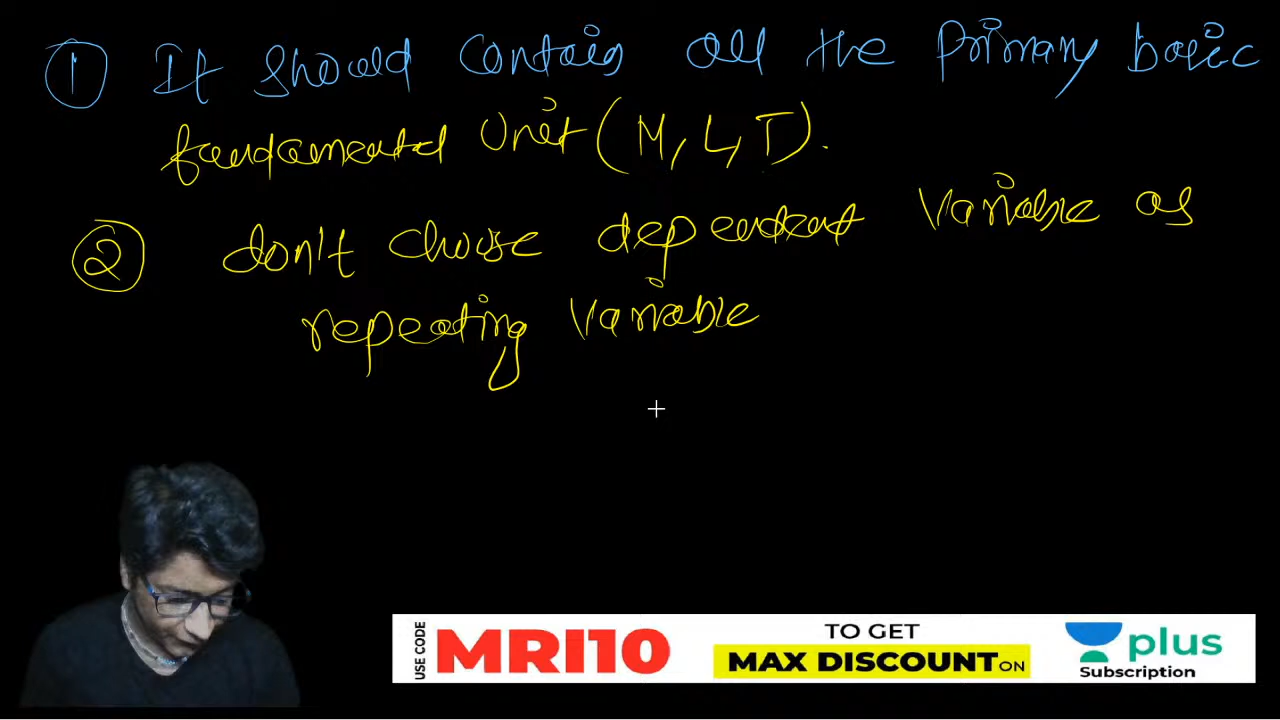 ① It should contain all the primary basic
fundamental Unit (M, L, T).
② don't choose dependent variable as
repeating variable
USE CODE
MRI10
TO GET
MAX DISCOUNT ON
plus
Subscription